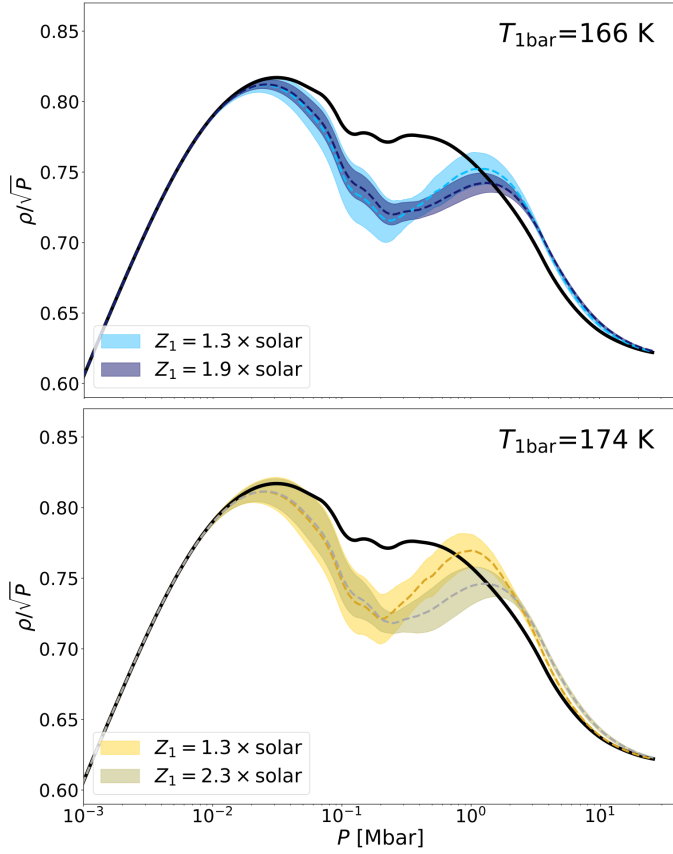 T1bar=166 K
0.85
0.80
0.75
0.70
0.65
0.60
ρ/√P
Z1 = 1.3 × solar
Z1 = 1.9 × solar
T1bar=174 K
0.85
0.80
0.75
0.70
0.65
0.60
ρ/√P
Z1 = 1.3 × solar
Z1 = 2.3 × solar
10−3 10−2 10−1 100 101
P [Mbar]